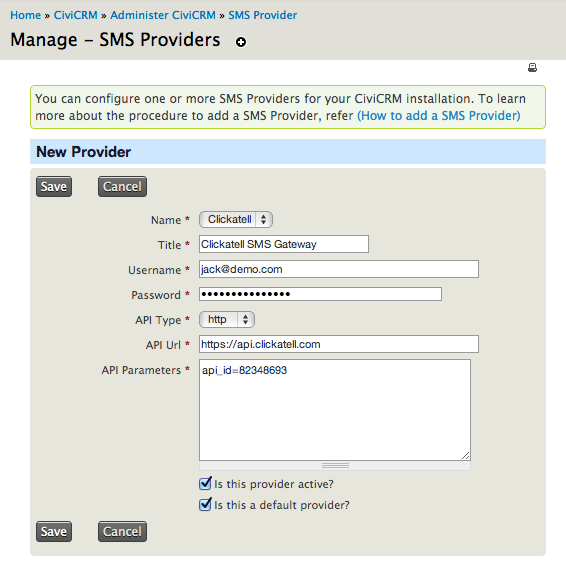 Home » CiviCRM » Administer CiviCRM » SMS Provider
Manage – SMS Providers
You can configure one or more SMS Providers for your CiviCRM installation. To learn
more about the procedure to add a SMS Provider, refer (How to add a SMS Provider)
New Provider
Save Cancel
Name * Clickatell
Title * Clickatell SMS Gateway
Username * jack@demo.com
Password * •••••••••••••••
API Type * http
API Url * https://api.clickatell.com
API Parameters * api_id=82348693
Is this provider active?
Is this a default provider?
Save Cancel